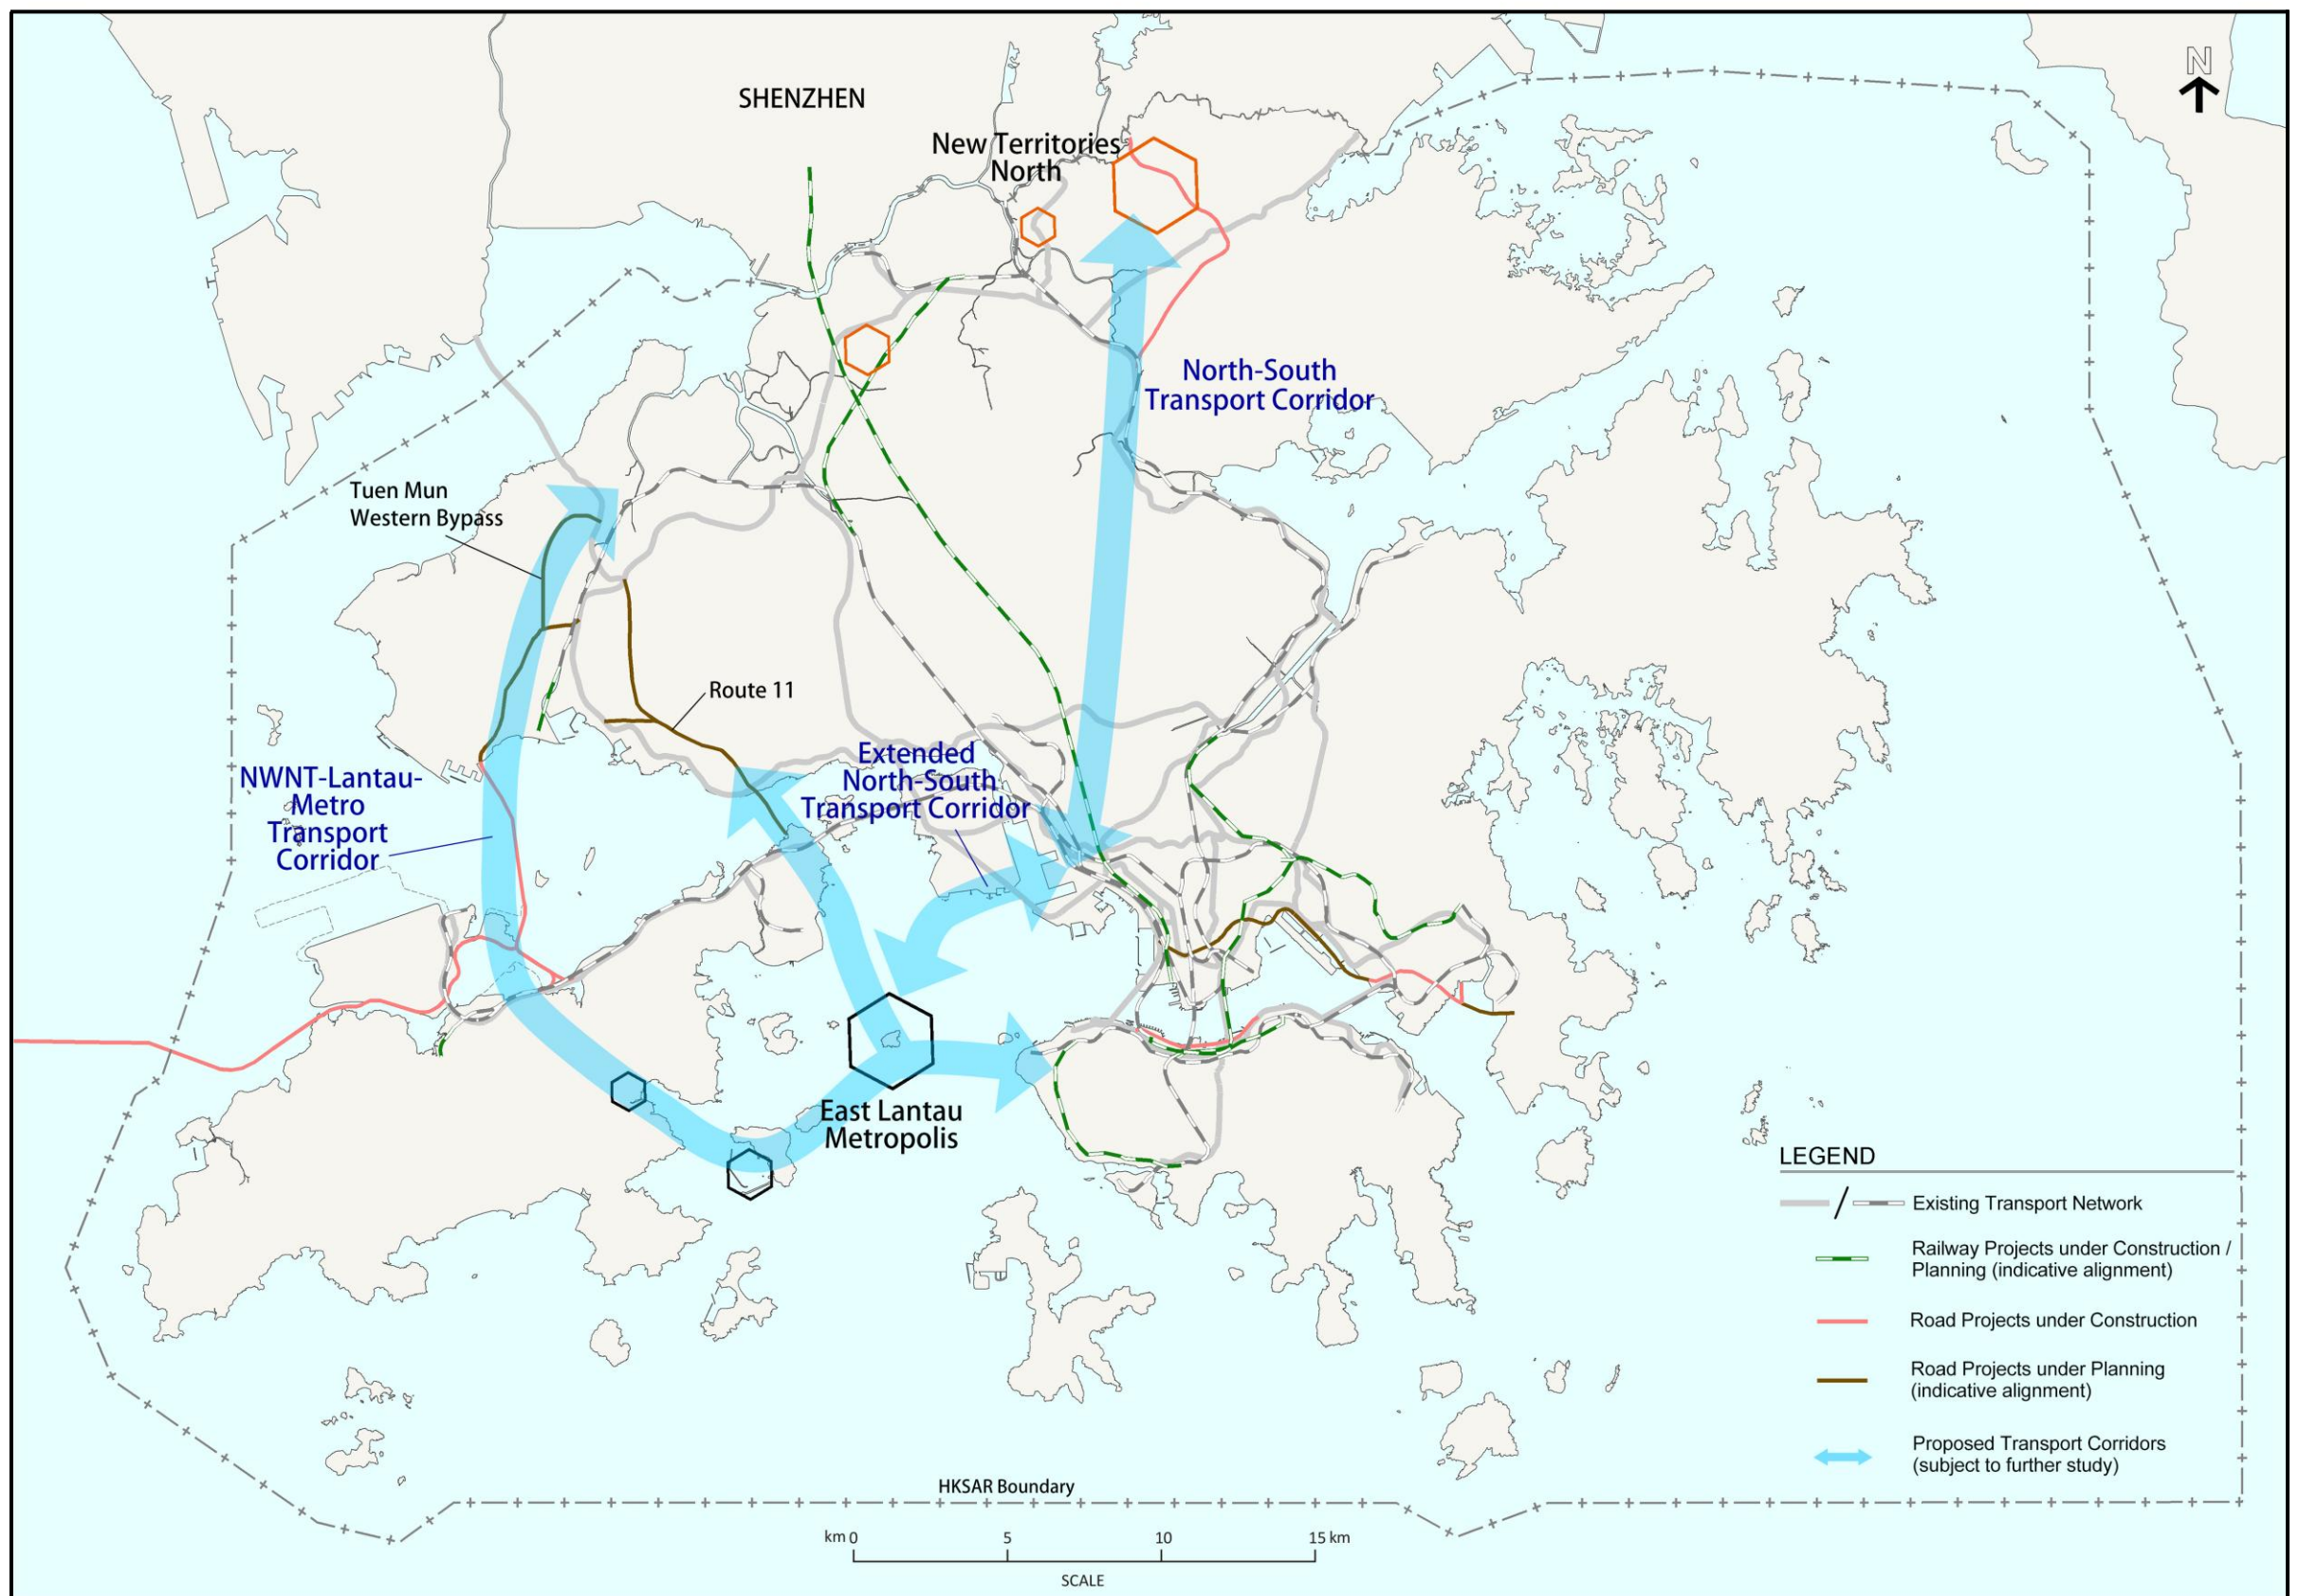 N
SHENZHEN
New Territories
North
North-South
Transport Corridor
Tuen Mun
Western Bypass
Route 11
Extended
North-South
Transport Corridor
NWNT-Lantau-
Metro
Transport
Corridor
East Lantau
Metropolis
LEGEND
Existing Transport Network
Railway Projects under Construction /
Planning (indicative alignment)
Road Projects under Construction
Road Projects under Planning
(indicative alignment)
Proposed Transport Corridors
(subject to further study)
HKSAR Boundary
km 0 5 10 15 km
SCALE